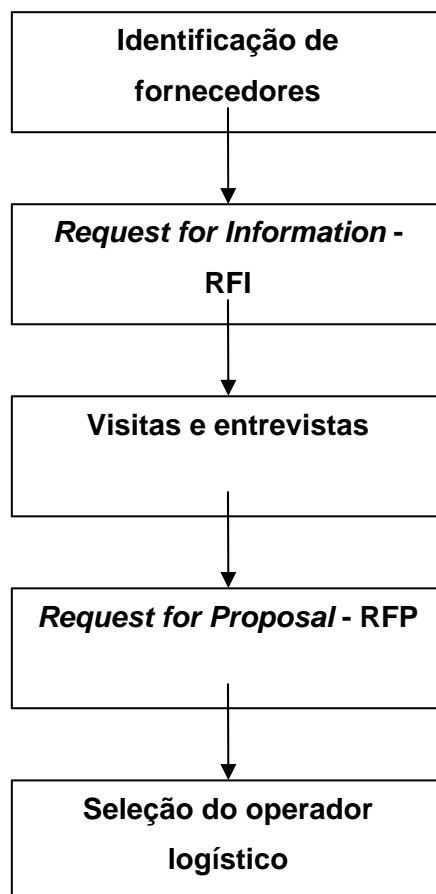 Identificação de
fornecedores
Request for Information -
RFI
Visitas e entrevistas
Request for Proposal - RFP
Seleção do operador
logístico